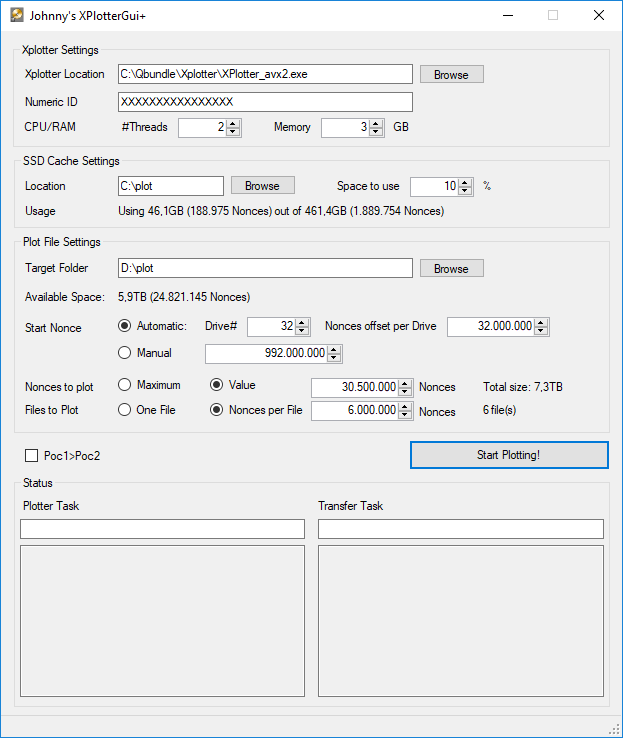 Johnny's XPlotterGui+
Xplotter Settings
Xplotter Location C:\Qbundle\Xplotter\XPlotter_avx2.exe Browse
Numeric ID XXXXXXXXXXXXXXXX
CPU/RAM #Threads 2 Memory 3 GB
SSD Cache Settings
Location C:\plot Browse Space to use 10 %
Usage Using 46,1GB (188.975 Nonces) out of 461,4GB (1.889.754 Nonces)
Plot File Settings
Target Folder D:\plot Browse
Available Space: 5,9TB (24.821.145 Nonces)
Start Nonce Automatic: Drive# 32 Nonces offset per Drive 32.000.000
Manual 992.000.000
Nonces to plot Maximum Value 30.500.000 Nonces Total size: 7,3TB
Files to Plot One File Nonces per File 6.000.000 Nonces 6 file(s)
Poc1>Poc2 Start Plotting!
Status
Plotter Task Transfer Task